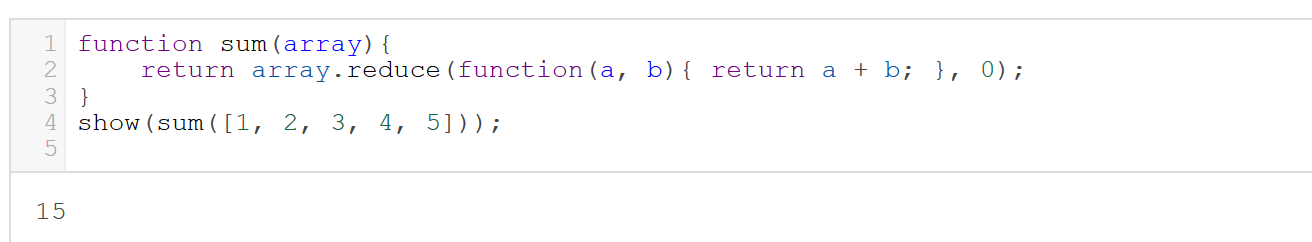 1 function sum(array){
2     return array.reduce(function(a, b){ return a + b; }, 0);
3 }
4 show(sum([1, 2, 3, 4, 5]));
5
15